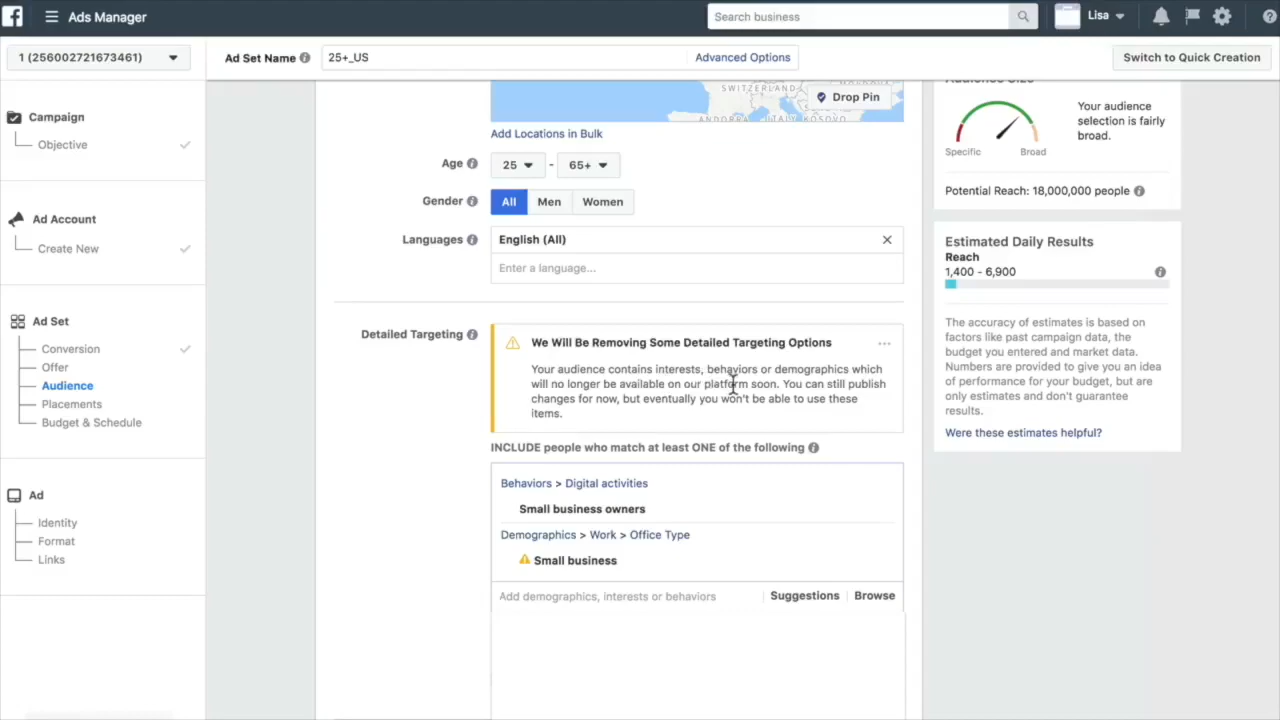 Ads Manager
Search business
Lisa
1 (256002721673461)
Ad Set Name
25+_US
Advanced Options
Switch to Quick Creation
Campaign
Objective
Ad Account
Create New
Ad Set
Conversion
Offer
Audience
Placements
Budget & Schedule
Ad
Identity
Format
Links
SWITZERLAND
Drop Pin
ANDORRA ITALY KOSOVO
Add Locations in Bulk
Age
25
-
65+
Gender
All
Men
Women
Languages
English (All)
Enter a language...
Detailed Targeting
We Will Be Removing Some Detailed Targeting Options
Your audience contains interests, behaviors or demographics which
will no longer be available on our platform soon. You can still publish
changes for now, but eventually you won't be able to use these
items.
INCLUDE people who match at least ONE of the following
Behaviors > Digital activities
Small business owners
Demographics > Work > Office Type
Small business
Add demographics, interests or behaviors
Suggestions
Browse
Audience Size
Your audience
selection is fairly
broad.
Specific
Broad
Potential Reach: 18,000,000 people
Estimated Daily Results
Reach
1,400 - 6,900
The accuracy of estimates is based on
factors like past campaign data, the
budget you entered and market data.
Numbers are provided to give you an idea
of performance for your budget, but are
only estimates and don't guarantee
results.
Were these estimates helpful?